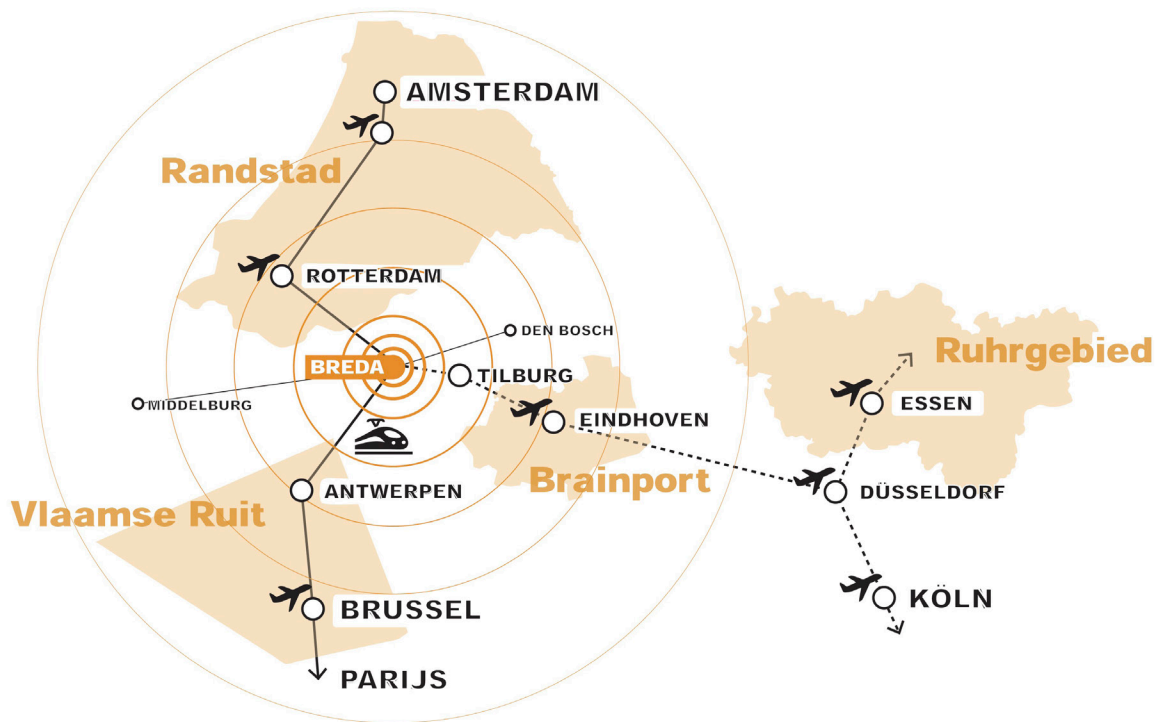 AMSTERDAM
Randstad
ROTTERDAM
DEN BOSCH
Ruhrgebied
BREDA
TILBURG
MIDDELBURG
ESSEN
EINDHOVEN
Brainport
ANTWERPEN
DÜSSELDORF
Vlaamse Ruit
KÖLN
BRUSSEL
PARIJS